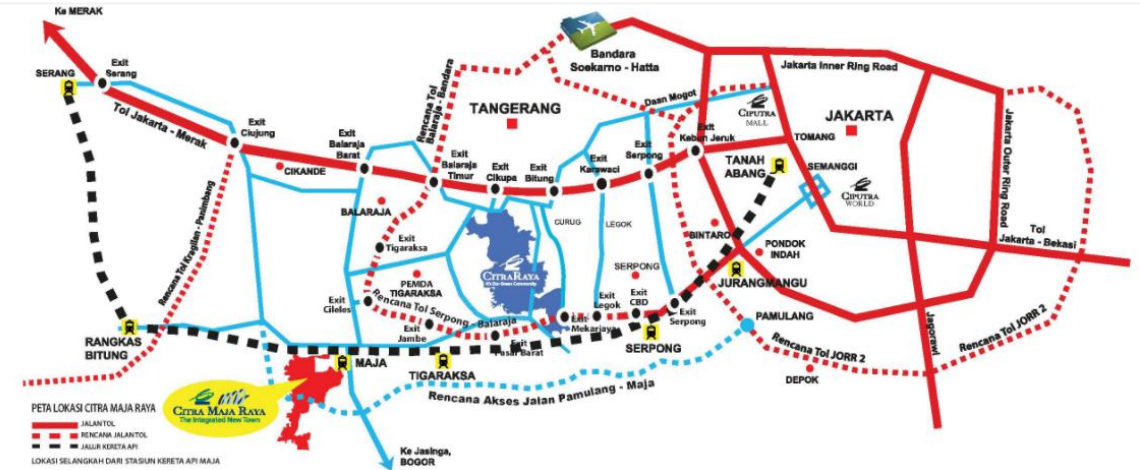 Ke MERAK
SERANG
Exit
Serang
Tol Jakarta - Merak
Exit
Ciujung
CIKANDE
Exit
Balaraja
Barat
BALARAJA
Rencana Tol
Balaraja - Bandara
Exit
Balaraja
Timur
TANGERANG
Exit
Cikupa
Exit
Bitung
Exit
Karawaci
Exit
Serpong
Bandara
Soekarno - Hatta
Daan Mogot
Exit
Kebon Jeruk
Jakarta Inner Ring Road
CIPUTRA
MALL
JAKARTA
TOMANG
TANAH
ABANG
SEMANGGI
CIPUTRA
WORLD
Jakarta Outer Ring Road
Tol
Jakarta - Bekasi
Rencana Tol Kragilan - Panimbang
Exit
Tigaraksa
CURUG
LEGOK
BINTARO
PONDOK
INDAH
CITRARAYA
PEMDA
TIGARAKSA
SERPONG
JURANGMANGU
Exit
Cileles
Rencana Tol Serpong - Balaraja
Exit
Legok
Exit
CBD
Exit
Serpong
PAMULANG
Exit
Jambe
Exit
Mekarjaya
Exit
Pasar Barat
SERPONG
RANGKAS
BITUNG
MAJA
TIGARAKSA
Rencana Tol JORR 2
Rencana Tol JORR 2
Jagorawi
DEPOK
Rencana Akses Jalan Pamulang - Maja
CITRA MAJA RAYA
The Integrated New Town
PETA LOKASI CITRA MAJA RAYA
JALAN TOL
RENCANA JALAN TOL
JALUR KERETA API
LOKASI SELANGKAH DARI STASIUN KERETA API MAJA
Ke Jasinga,
BOGOR